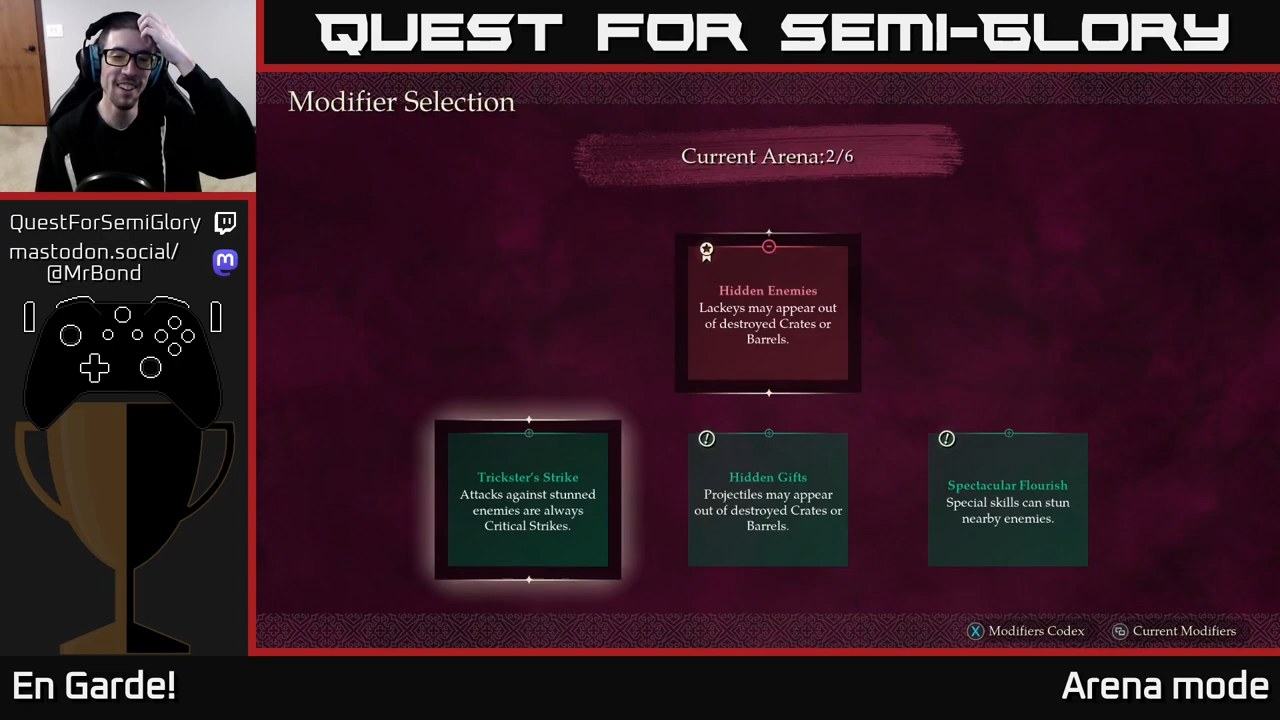 QUEST FOR SEMI-GLORY
Modifier Selection
Current Arena:2/6
QuestForSemiGlory
mastodon.social/
@MrBond
Hidden Enemies
Lackeys may appear out
of destroyed Crates or
Barrels.
Trickster's Strike
Attacks against stunned
enemies are always
Critical Strikes.
Hidden Gifts
Projectiles may appear
out of destroyed Crates or
Barrels.
Spectacular Flourish
Special skills can stun
nearby enemies.
X Modifiers Codex
Current Modifiers
En Garde!
Arena mode